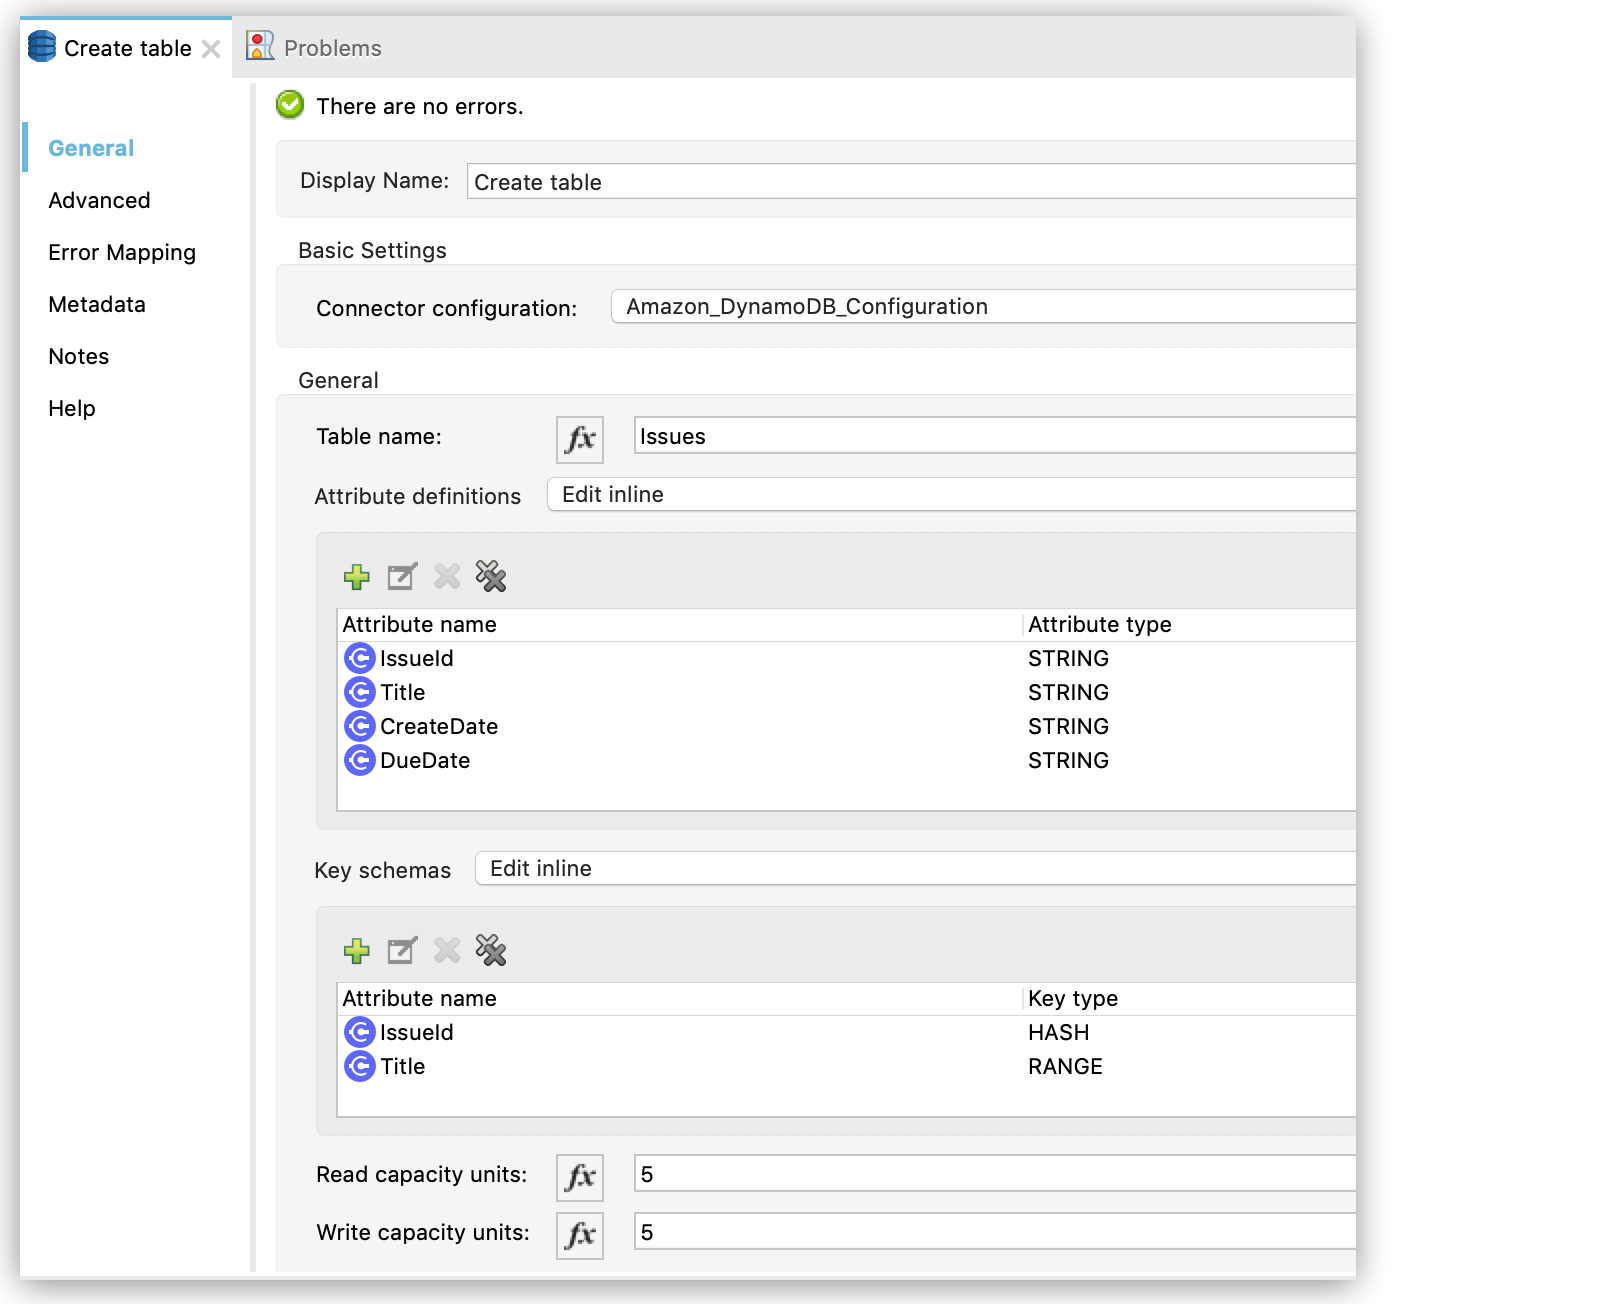 Create table
Problems
General
Advanced
Error Mapping
Metadata
Notes
Help
There are no errors.
Display Name: Create table
Basic Settings
Connector configuration: Amazon_DynamoDB_Configuration
General
Table name: fx Issues
Attribute definitions Edit inline
Attribute name Attribute type
IssueId STRING
Title STRING
CreateDate STRING
DueDate STRING
Key schemas Edit inline
Attribute name Key type
IssueId HASH
Title RANGE
Read capacity units: fx 5
Write capacity units: fx 5